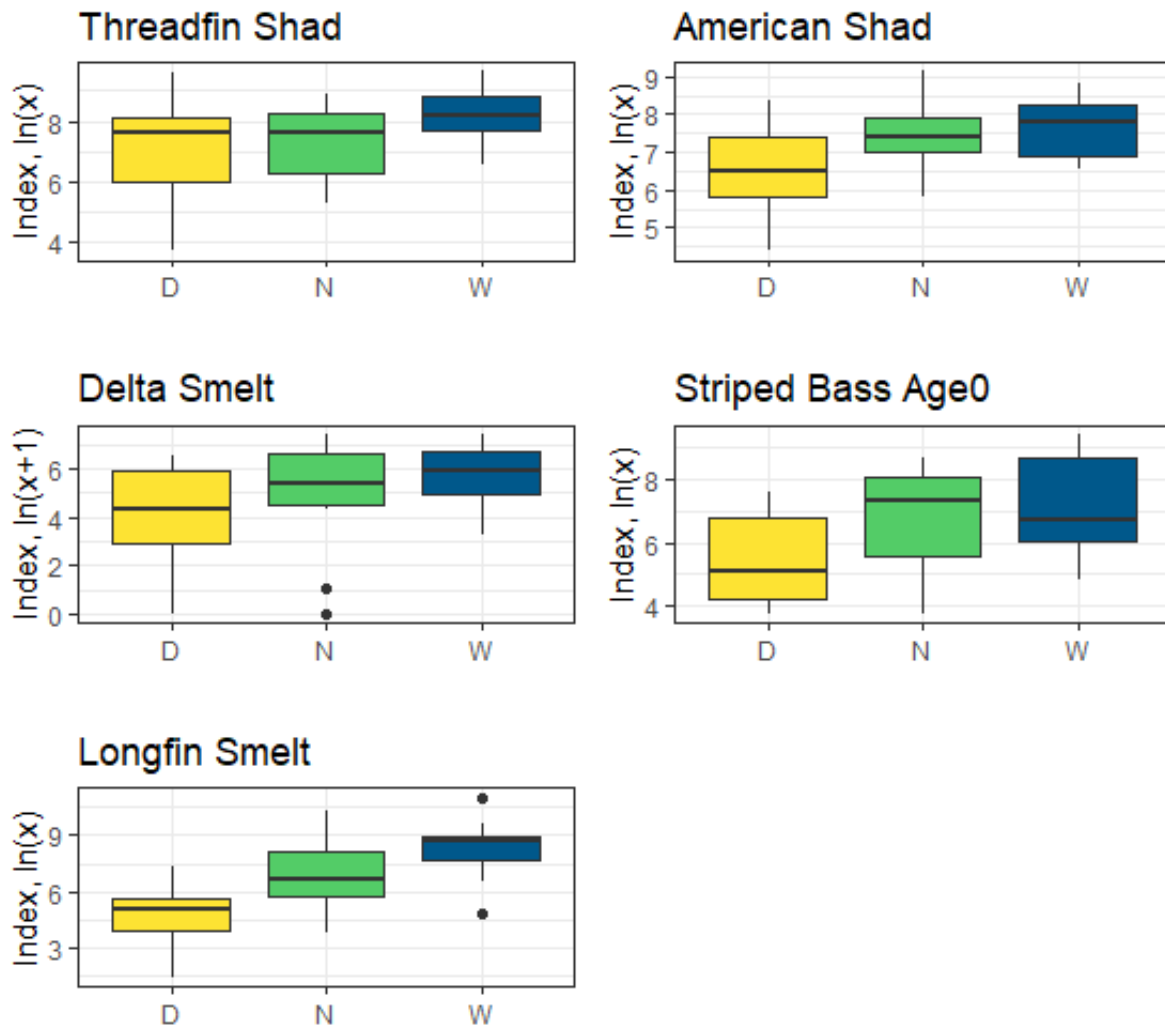 Threadfin Shad
Index, ln(x)
8
6
4
D N W
American Shad
Index, ln(x)
9
8
7
6
5
D N W
Delta Smelt
Index, ln(x+1)
6
4
2
0
D N W
Striped Bass Age0
Index, ln(x)
8
6
4
D N W
Longfin Smelt
Index, ln(x)
9
6
3
D N W